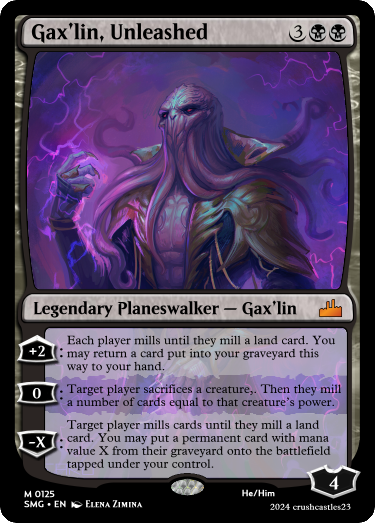 Gax'lin, Unleashed 3
Legendary Planeswalker — Gax'lin
+2 : Each player mills until they mill a land card. You
may return a card put into your graveyard this
way to your hand.
0 : Target player sacrifices a creature,. Then they mill
a number of cards equal to that creature's power.
-X : Target player mills cards until they mill a land
card. You may put a permanent card with mana
value X from their graveyard onto the battlefield
tapped under your control.
4
M 0125 He/Him
SMG • EN Elena Zimina 2024 crushcastles23